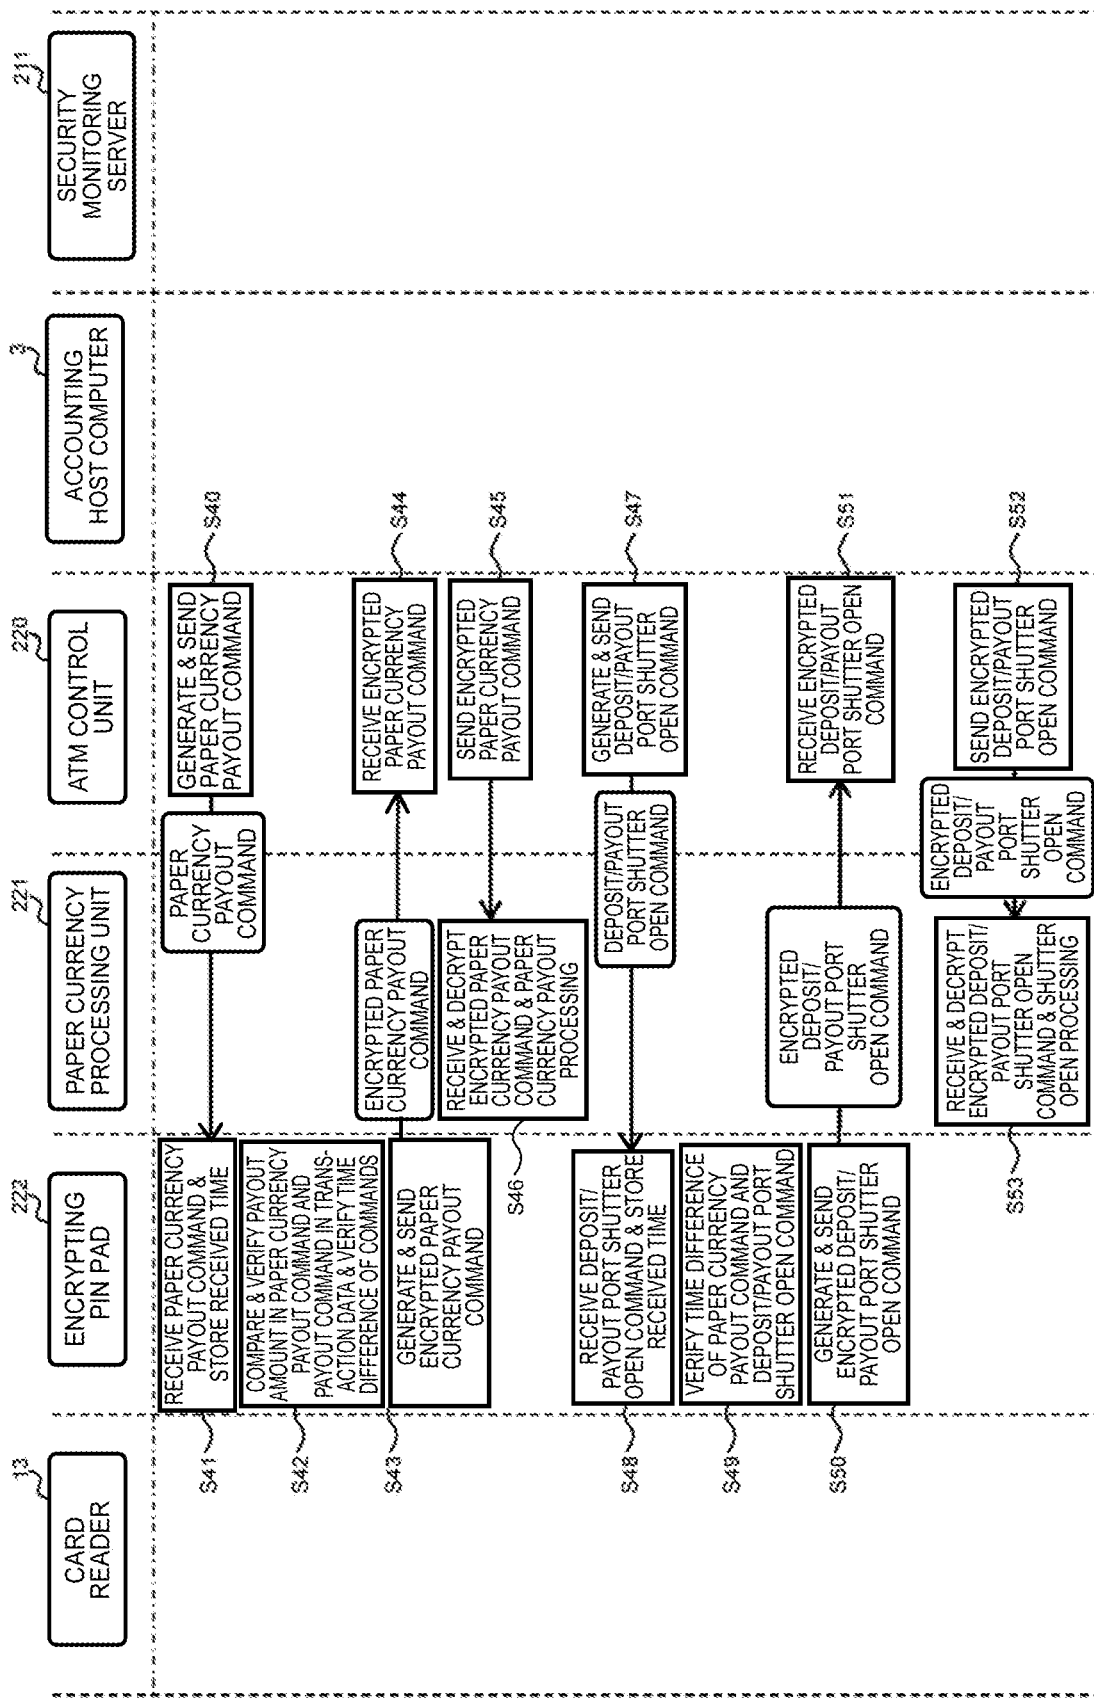 13
CARD
READER
222
ENCRYPTING
PIN PAD
221
PAPER CURRENCY
PROCESSING UNIT
220
ATM CONTROL
UNIT
3
ACCOUNTING
HOST COMPUTER
211
SECURITY
MONITORING
SERVER
GENERATE & SEND
PAPER CURRENCY
PAYOUT COMMAND
S40
PAPER
CURRENCY
PAYOUT
COMMAND
S41
RECEIVE PAPER CURRENCY
PAYOUT COMMAND &
STORE RECEIVED TIME
S42
COMPARE & VERIFY PAYOUT
AMOUNT IN PAPER CURRENCY
PAYOUT COMMAND AND
PAYOUT COMMAND IN TRANS-
ACTION DATA & VERIFY TIME
DIFFERENCE OF COMMANDS
S43
GENERATE & SEND
ENCRYPTED PAPER
CURRENCY PAYOUT
COMMAND
ENCRYPTED PAPER
CURRENCY PAYOUT
COMMAND
RECEIVE ENCRYPTED
PAPER CURRENCY
PAYOUT COMMAND
S44
SEND ENCRYPTED
PAPER CURRENCY
PAYOUT COMMAND
S45
RECEIVE & DECRYPT
ENCRYPTED PAPER
CURRENCY PAYOUT
COMMAND & PAPER
CURRENCY PAYOUT
PROCESSING
S46
GENERATE & SEND
DEPOSIT/PAYOUT
PORT SHUTTER
OPEN COMMAND
S47
DEPOSIT/PAYOUT
PORT SHUTTER
OPEN COMMAND
S48
RECEIVE DEPOSIT/
PAYOUT PORT SHUTTER
OPEN COMMAND & STORE
RECEIVED TIME
S49
VERIFY TIME DIFFERENCE
OF PAPER CURRENCY
PAYOUT COMMAND AND
DEPOSIT/PAYOUT PORT
SHUTTER OPEN COMMAND
S50
GENERATE & SEND
ENCRYPTED DEPOSIT/
PAYOUT PORT SHUTTER
OPEN COMMAND
ENCRYPTED
DEPOSIT/
PAYOUT PORT
SHUTTER
OPEN COMMAND
RECEIVE ENCRYPTED
DEPOSIT/PAYOUT
PORT SHUTTER OPEN
COMMAND
S51
SEND ENCRYPTED
DEPOSIT/PAYOUT
PORT SHUTTER
OPEN COMMAND
S52
ENCRYPTED
DEPOSIT/
PAYOUT
PORT
SHUTTER
OPEN
COMMAND
RECEIVE & DECRYPT
ENCRYPTED DEPOSIT/
PAYOUT PORT
SHUTTER OPEN
COMMAND & SHUTTER
OPEN PROCESSING
S53